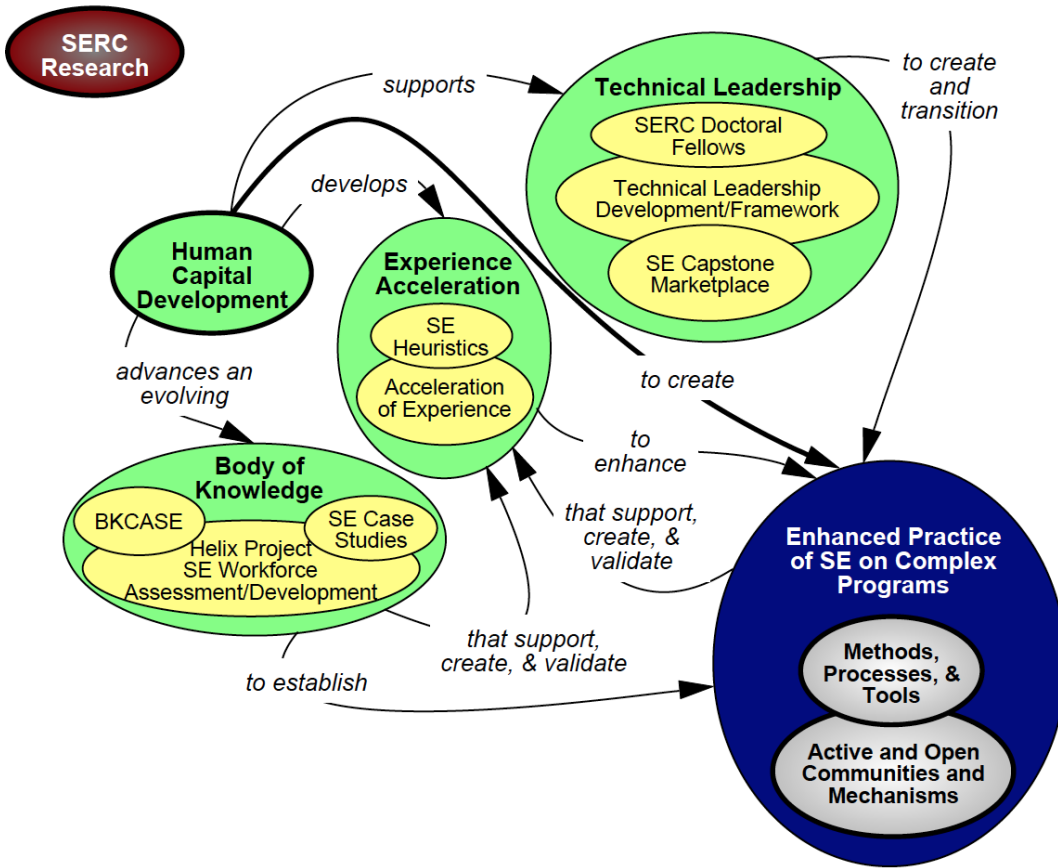 SERC
Research
supports
Technical Leadership
SERC Doctoral
Fellows
Technical Leadership
Development/Framework
SE Capstone
Marketplace
to create
and
transition
develops
Human
Capital
Development
Experience
Acceleration
SE
Heuristics
Acceleration
of Experience
advances an
evolving
to create
to
enhance
Body of
Knowledge
BKCASE
SE Case
Studies
Helix Project
SE Workforce
Assessment/Development
that support,
create, &
validate
that support,
create, & validate
to establish
Enhanced Practice
of SE on Complex
Programs
Methods,
Processes, &
Tools
Active and Open
Communities and
Mechanisms